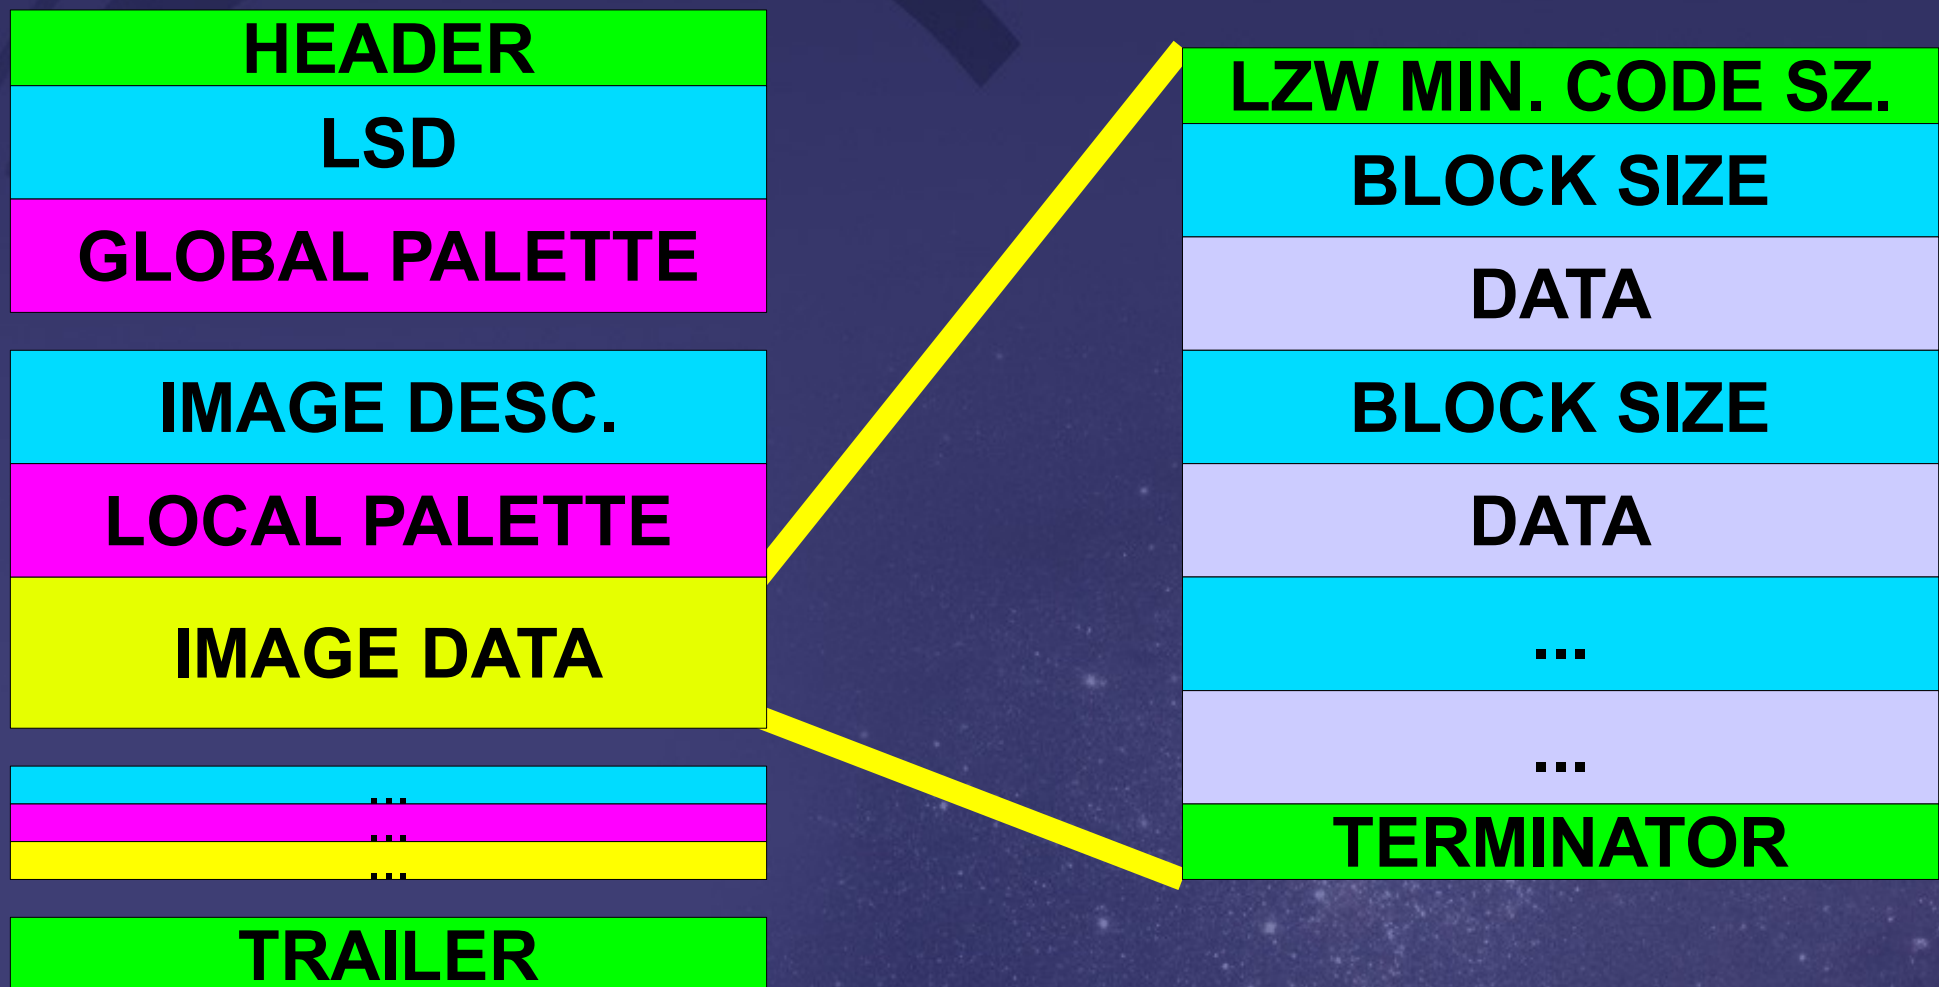 HEADER
LSD
GLOBAL PALETTE
IMAGE DESC.
LOCAL PALETTE
IMAGE DATA
...
...
...
TRAILER
LZW MIN. CODE SZ.
BLOCK SIZE
DATA
BLOCK SIZE
DATA
...
...
TERMINATOR